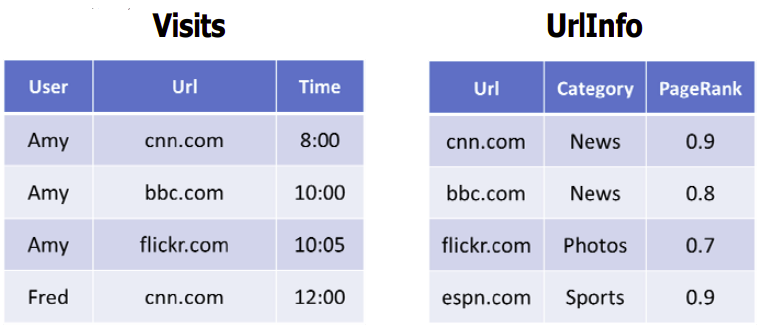 Visits
User Url Time
Amy cnn.com 8:00
Amy bbc.com 10:00
Amy flickr.com 10:05
Fred cnn.com 12:00
UrlInfo
Url Category PageRank
cnn.com News 0.9
bbc.com News 0.8
flickr.com Photos 0.7
espn.com Sports 0.9